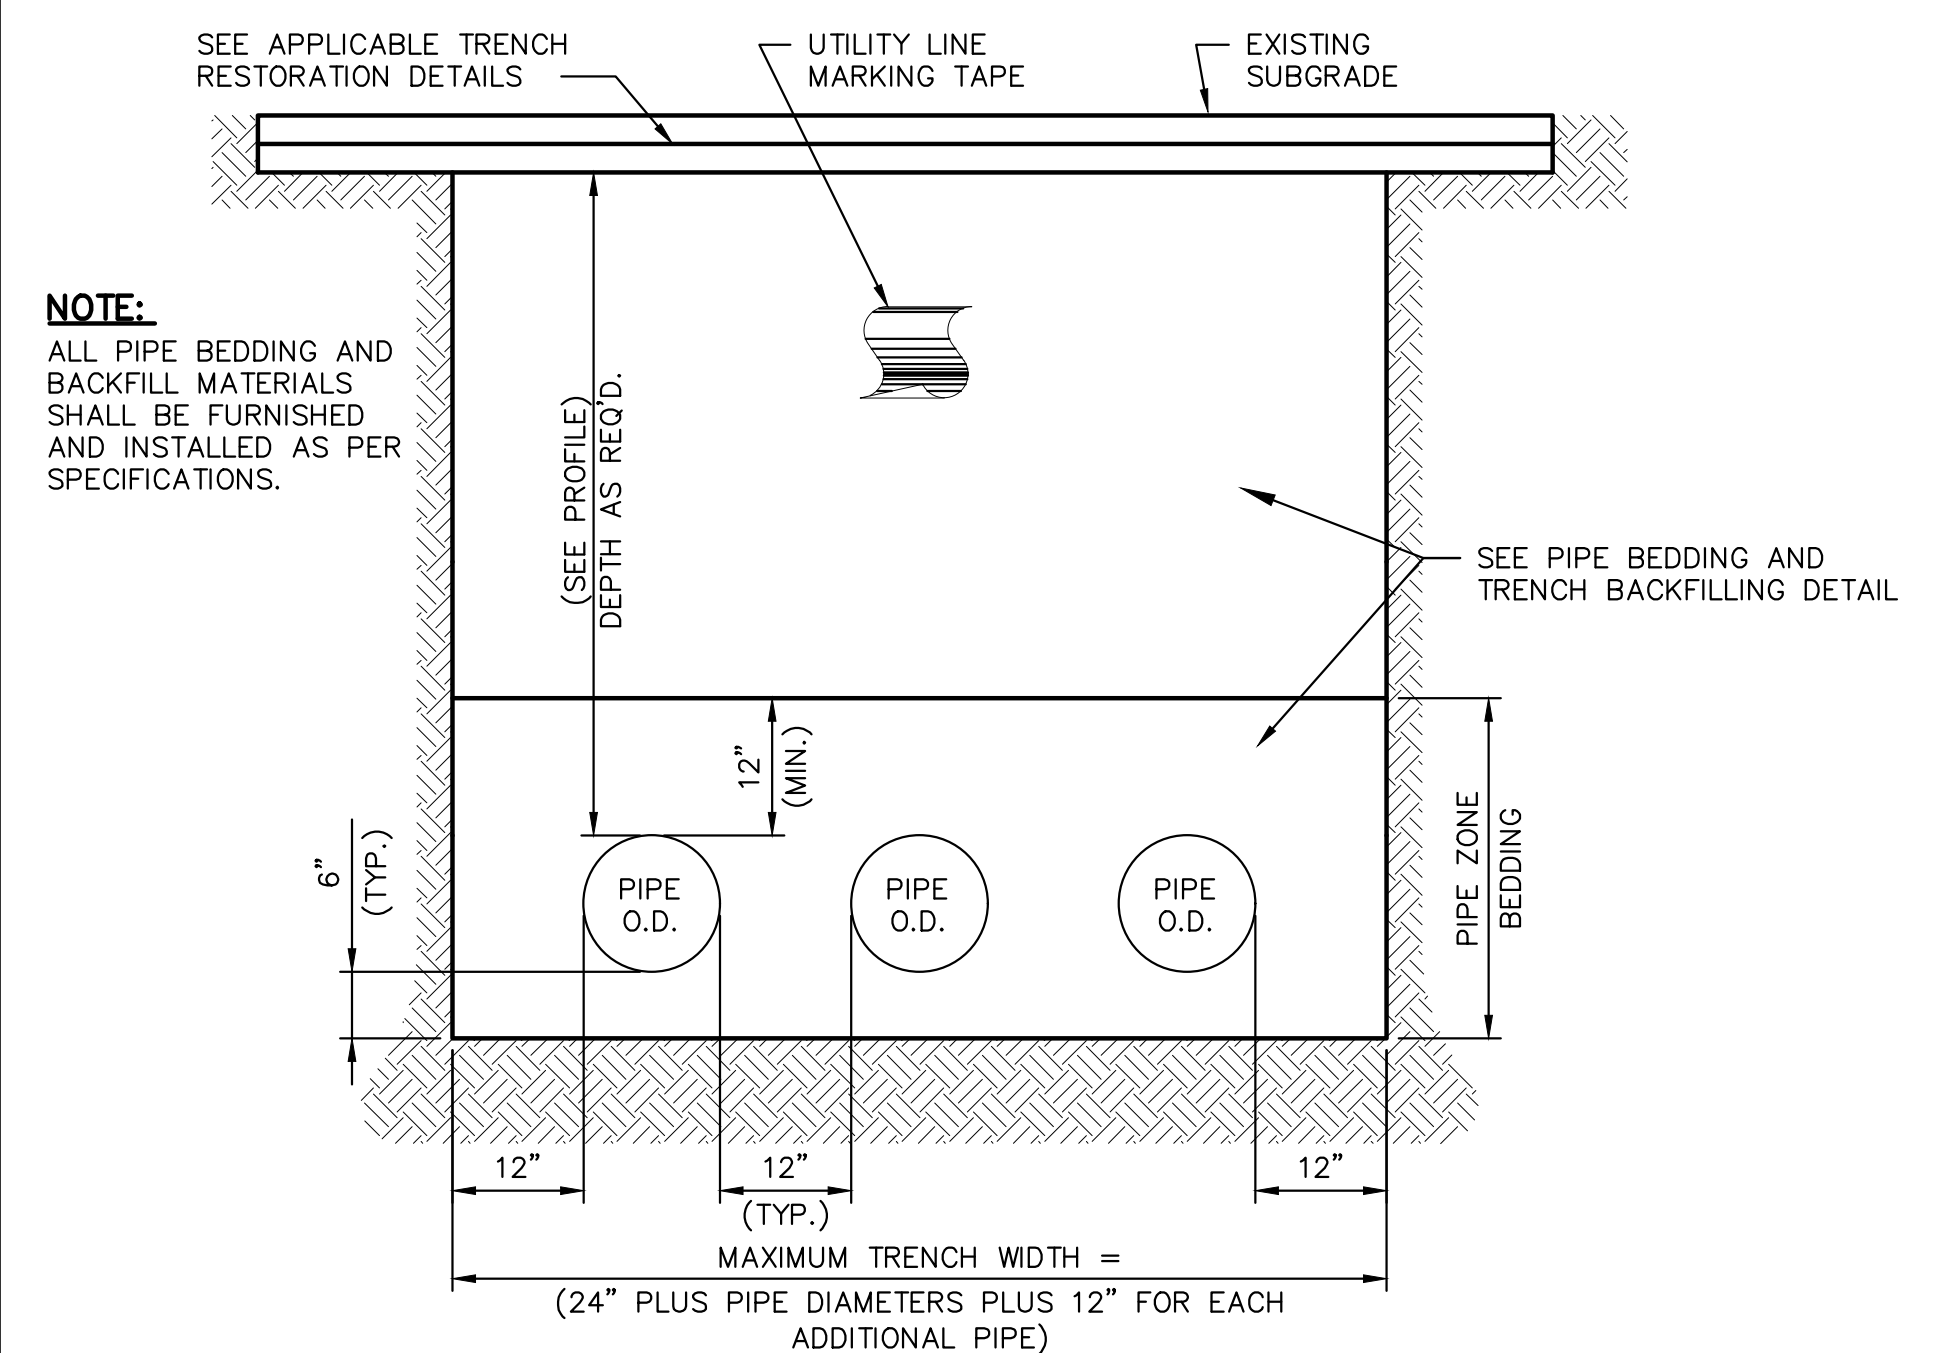 SEE APPLICABLE TRENCH
RESTORATION DETAILS
UTILITY LINE
MARKING TAPE
EXISTING
SUBGRADE
NOTE:
ALL PIPE BEDDING AND
BACKFILL MATERIALS
SHALL BE FURNISHED
AND INSTALLED AS PER
SPECIFICATIONS.
(SEE PROFILE)
DEPTH AS REQ'D.
SEE PIPE BEDDING AND
TRENCH BACKFILLING DETAIL
12"
(MIN.)
6"
(TYP.)
PIPE
O.D.
PIPE
O.D.
PIPE
O.D.
PIPE ZONE
BEDDING
12"
12"
(TYP.)
12"
MAXIMUM TRENCH WIDTH =
(24" PLUS PIPE DIAMETERS PLUS 12" FOR EACH
ADDITIONAL PIPE)